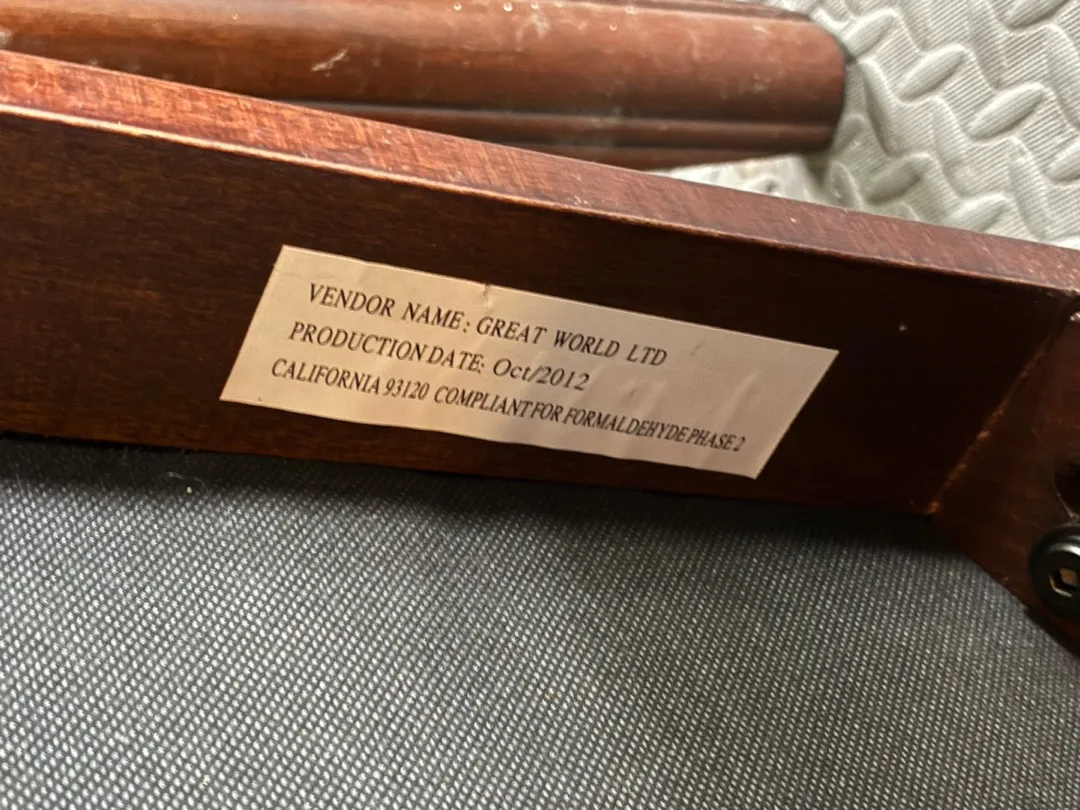 VENDOR NAME: GREAT WORLD LTD
PRODUCTION DATE: Oct/2012
CALIFORNIA 93120 COMPLIANT FOR FORMALDEHYDE PHASE 2